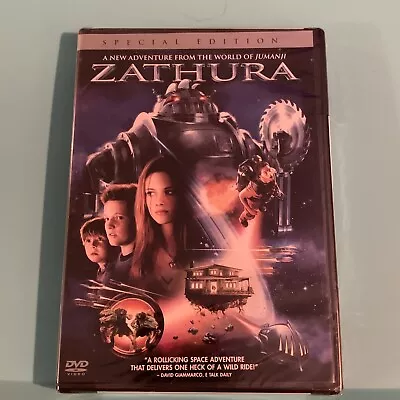 SPECIAL EDITION
A NEW ADVENTURE FROM THE WORLD OF JUMANJI
ZATHURA
"A ROLLICKING SPACE ADVENTURE
THAT DELIVERS ONE HECK OF A WILD RIDE!"
- DAVID GIAMMARCO, E TALK DAILY
DVD
VIDEO